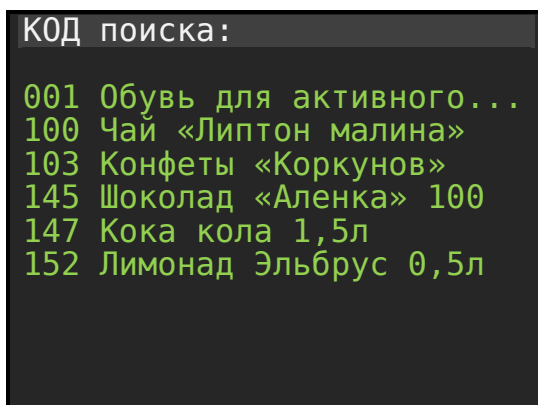 КОД поиска:
001 Обувь для активного...
100 Чай «Липтон малина»
103 Конфеты «Коркунов»
145 Шоколад «Аленка» 100
147 Кока кола 1,5л
152 Лимонад Эльбрус 0,5л